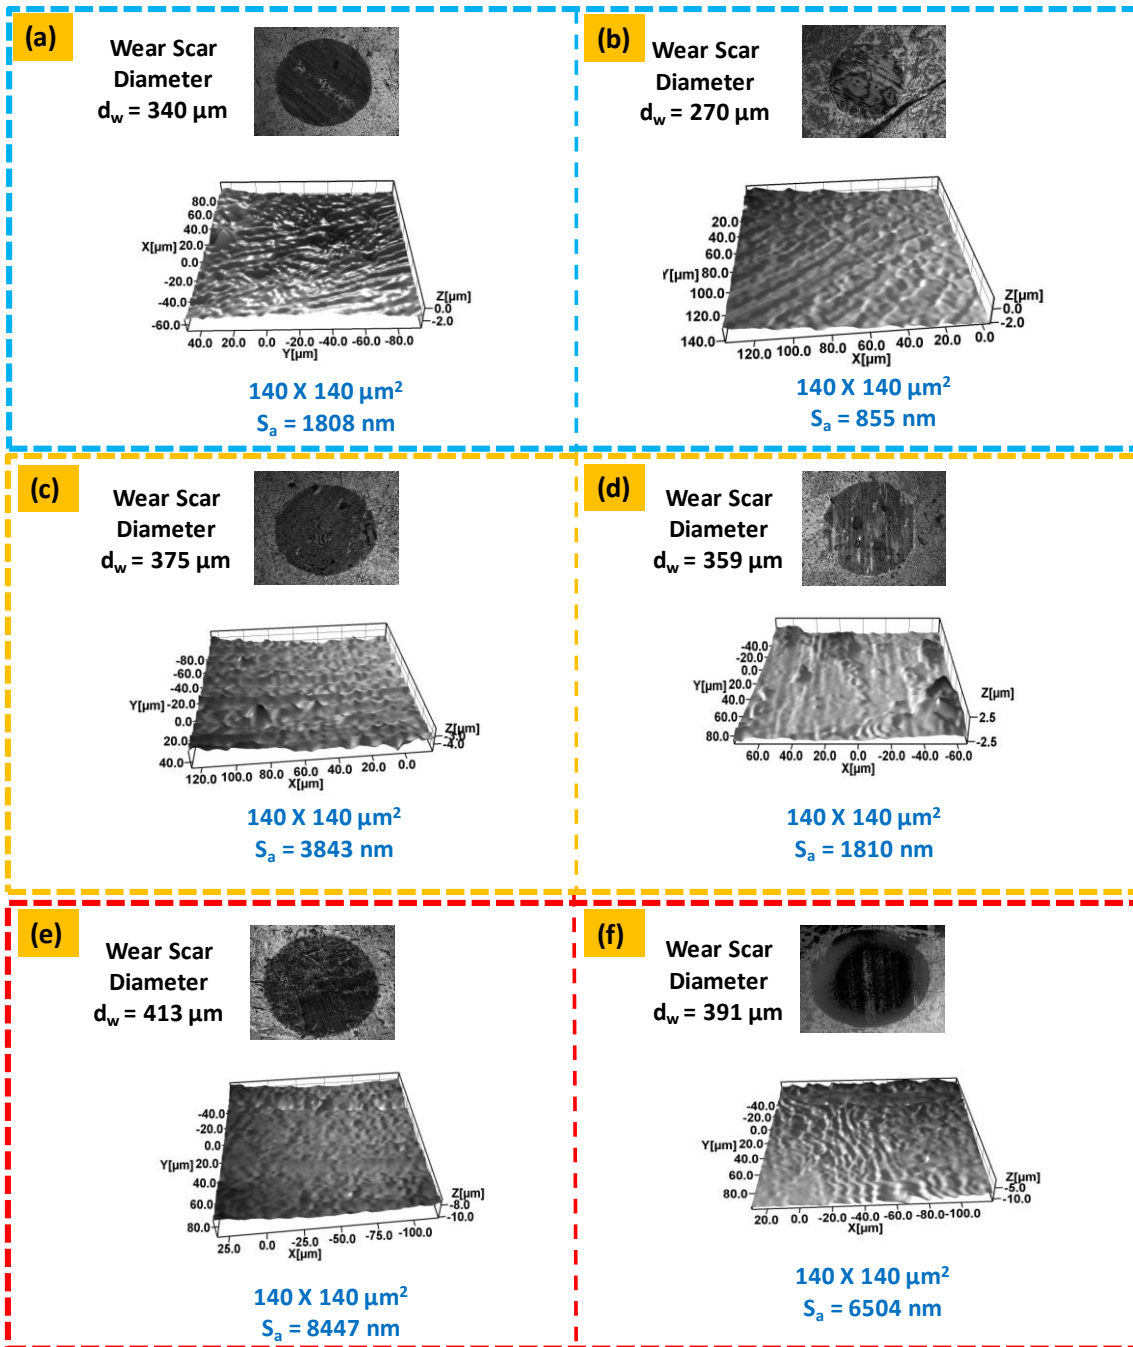 (a)
Wear Scar
Diameter
d_w = 340 µm
80.0
60.0
40.0
X[µm] 20.0
0.0
-20.0
-40.0
-60.0
Z[µm]
0.0
-2.0
40.0 20.0 0.0 -20.0 -40.0 -60.0 -80.0
Y[µm]
140 X 140 µm²
S_a = 1808 nm
(b)
Wear Scar
Diameter
d_w = 270 µm
20.0
40.0
60.0
Y[µm] 80.0
100.0
120.0
140.0
Z[µm]
0.0
-2.0
120.0 100.0 80.0 60.0 40.0 20.0 0.0
X[µm]
140 X 140 µm²
S_a = 855 nm
(c)
Wear Scar
Diameter
d_w = 375 µm
-80.0
-60.0
-40.0
Y[µm] -20.0
0.0
20.0
40.0
Z[µm]
-3.0
-4.0
120.0 100.0 80.0 60.0 40.0 20.0 0.0
X[µm]
140 X 140 µm²
S_a = 3843 nm
(d)
Wear Scar
Diameter
d_w = 359 µm
-40.0
-20.0
0.0
Y[µm] 20.0
40.0
60.0
80.0
Z[µm]
2.5
-2.5
60.0 40.0 20.0 0.0 -20.0 -40.0 -60.0
X[µm]
140 X 140 µm²
S_a = 1810 nm
(e)
Wear Scar
Diameter
d_w = 413 µm
-40.0
-20.0
0.0
Y[µm] 20.0
40.0
60.0
80.0
Z[µm]
-8.0
-10.0
25.0 0.0 -25.0 -50.0 -75.0 -100.0
X[µm]
140 X 140 µm²
S_a = 8447 nm
(f)
Wear Scar
Diameter
d_w = 391 µm
-40.0
0.0
Y[µm] 20.0
40.0
60.0
80.0
Z[µm]
-5.0
-10.0
20.0 0.0 -20.0 -40.0 -60.0 -80.0 -100.0
X[µm]
140 X 140 µm²
S_a = 6504 nm